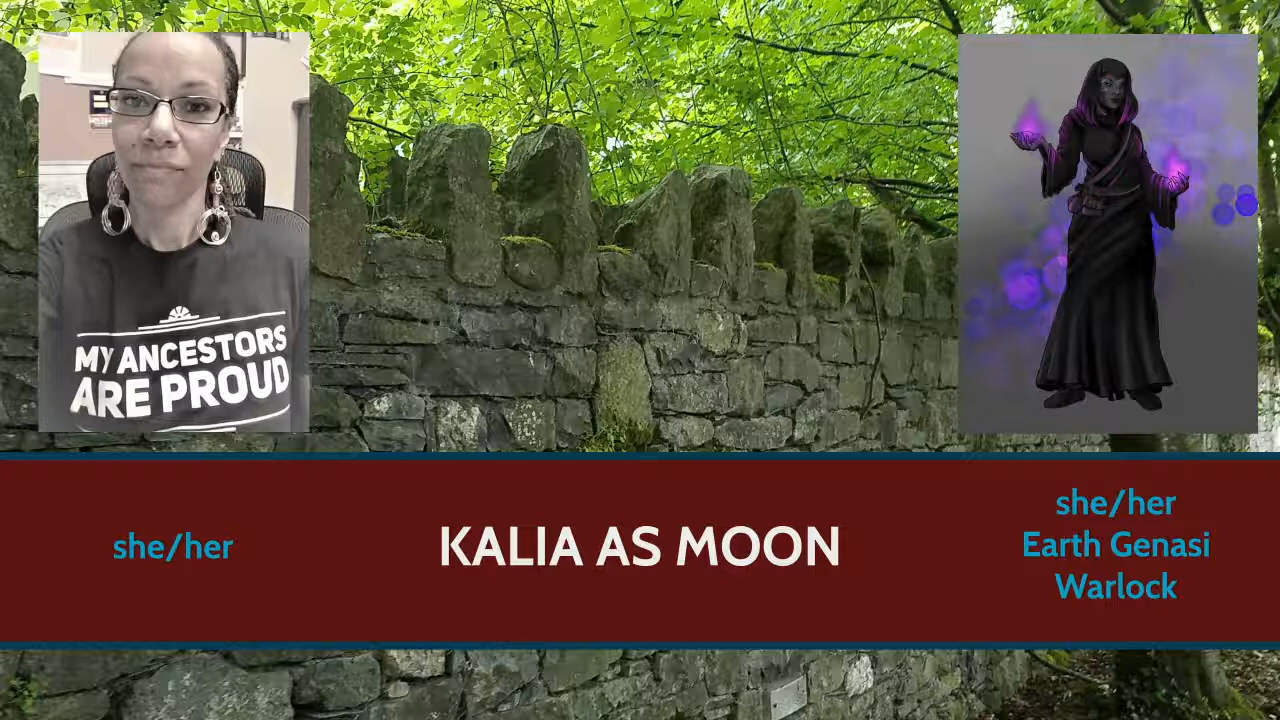 MY ANCESTORS
ARE PROUD
she/her
KALIA AS MOON
she/her
Earth Genasi
Warlock